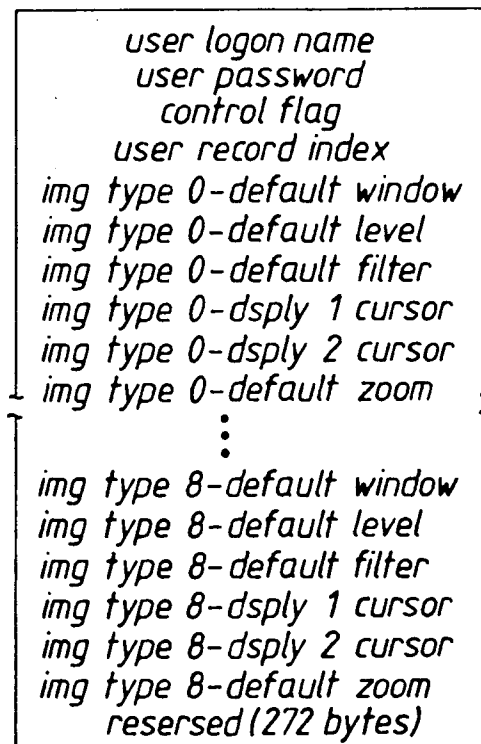 user logon name
user password
control flag
user record index
img type 0-default window
img type 0-default level
img type 0-default filter
img type 0-dsply 1 cursor
img type 0-dsply 2 cursor
img type 0-default zoom
img type 8-default window
img type 8-default level
img type 8-default filter
img type 8-dsply 1 cursor
img type 8-dsply 2 cursor
img type 8-default zoom
resersed (272 bytes)